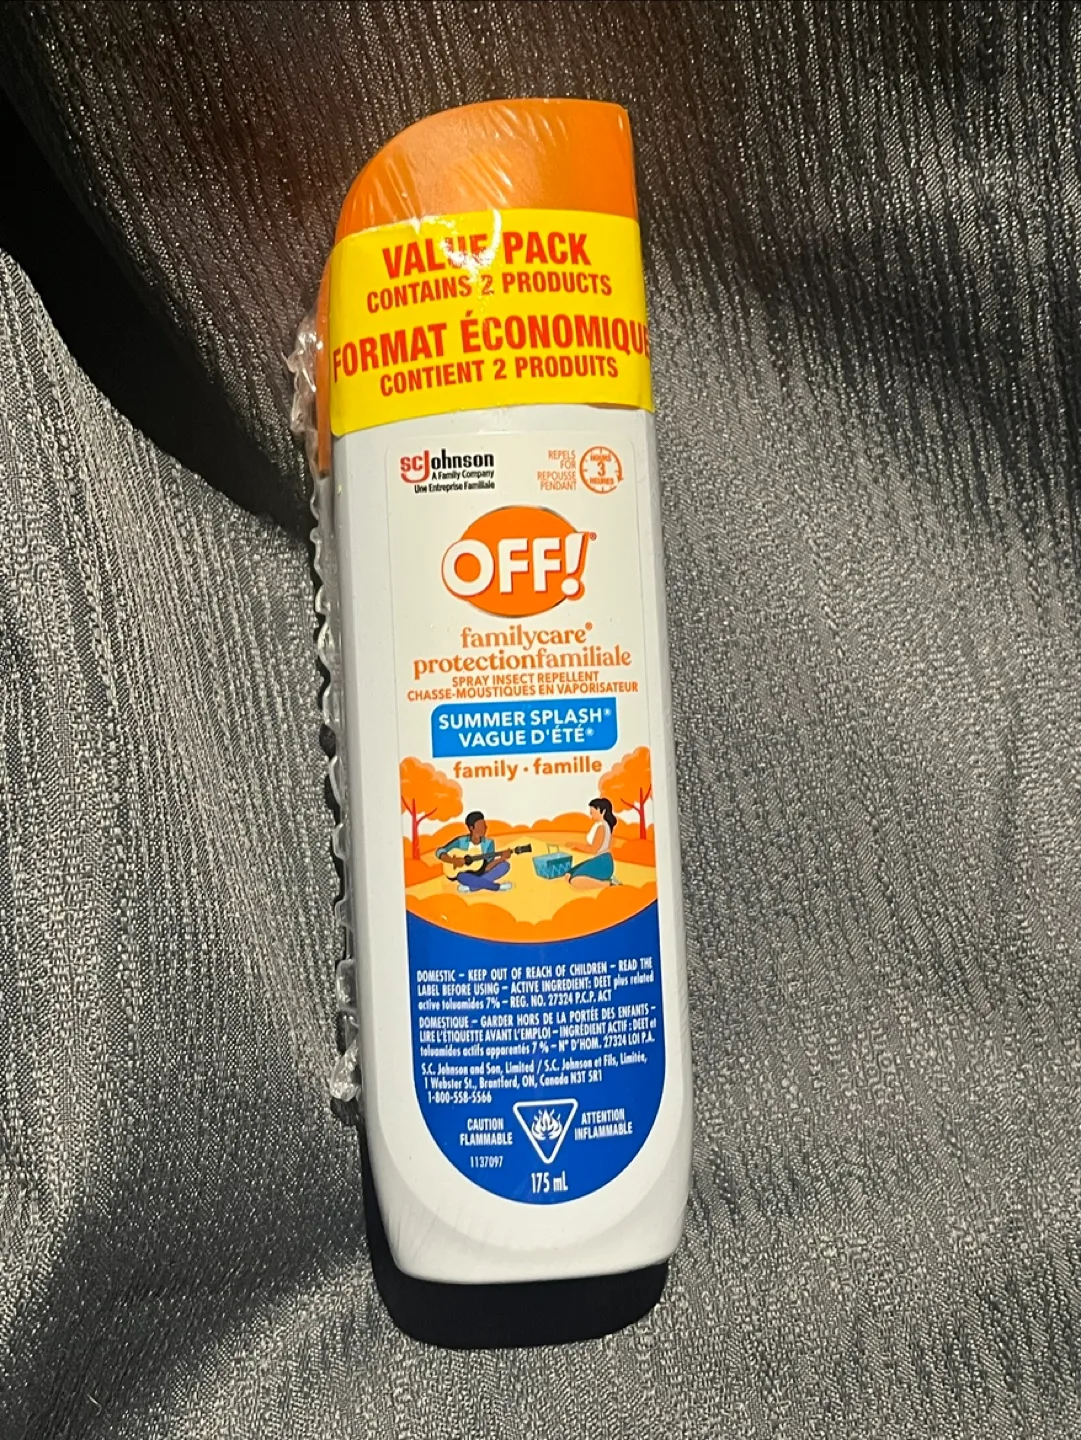 VALUE PACK
CONTAINS 2 PRODUCTS
FORMAT ÉCONOMIQUE
CONTIENT 2 PRODUITS
scJohnson
A Family Company
Une Entreprise Familiale
REPELS
FOR
REPOUSSE
PENDANT
HOURS
3
HEURES
OFF!®
familycare®
protectionfamiliale
SPRAY INSECT REPELLENT
CHASSE-MOUSTIQUES EN VAPORISATEUR
SUMMER SPLASH®
VAGUE D'ÉTÉ®
family · famille
DOMESTIC – KEEP OUT OF REACH OF CHILDREN – READ THE
LABEL BEFORE USING – ACTIVE INGREDIENT: DEET plus related
active toluamides 7% – REG. NO. 27324 P.C.P. ACT
DOMESTIQUE – GARDER HORS DE LA PORTÉE DES ENFANTS –
LIRE L'ÉTIQUETTE AVANT L'EMPLOI – INGRÉDIENT ACTIF : DEET et
toluamides actifs apparentés 7 % – N° D'HOM. 27324 LOI P.A.
S.C. Johnson and Son, Limited / S.C. Johnson et Fils, Limitée,
1 Webster St., Brantford, ON, Canada N3T 5R1
1-800-558-5566
CAUTION
FLAMMABLE
ATTENTION
INFLAMMABLE
1137097
175 mL